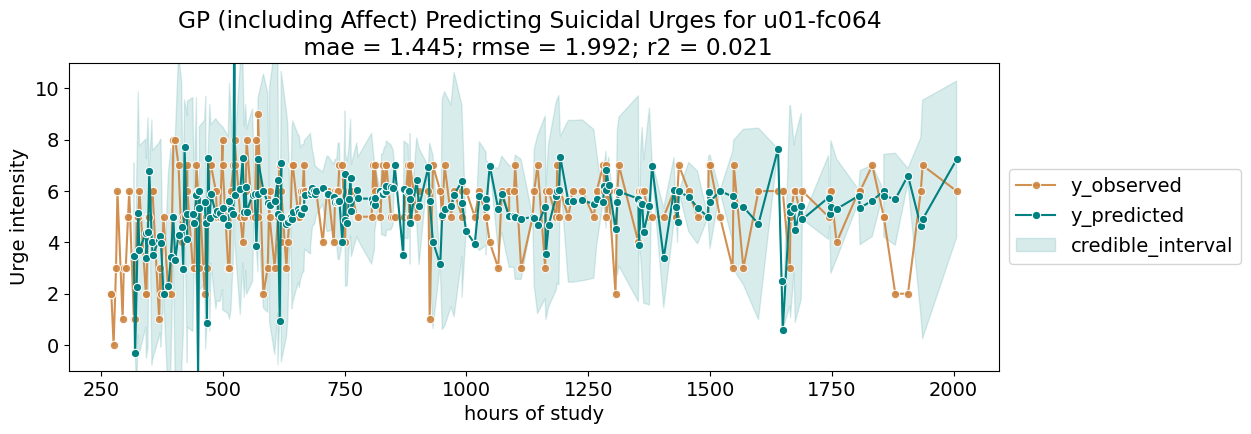 GP (including Affect) Predicting Suicidal Urges for u01-fc064
mae = 1.445; rmse = 1.992; r2 = 0.021
Urge intensity
10
8
6
4
2
0
250
500
750
1000
1250
1500
1750
2000
hours of study
y_observed
y_predicted
credible_interval